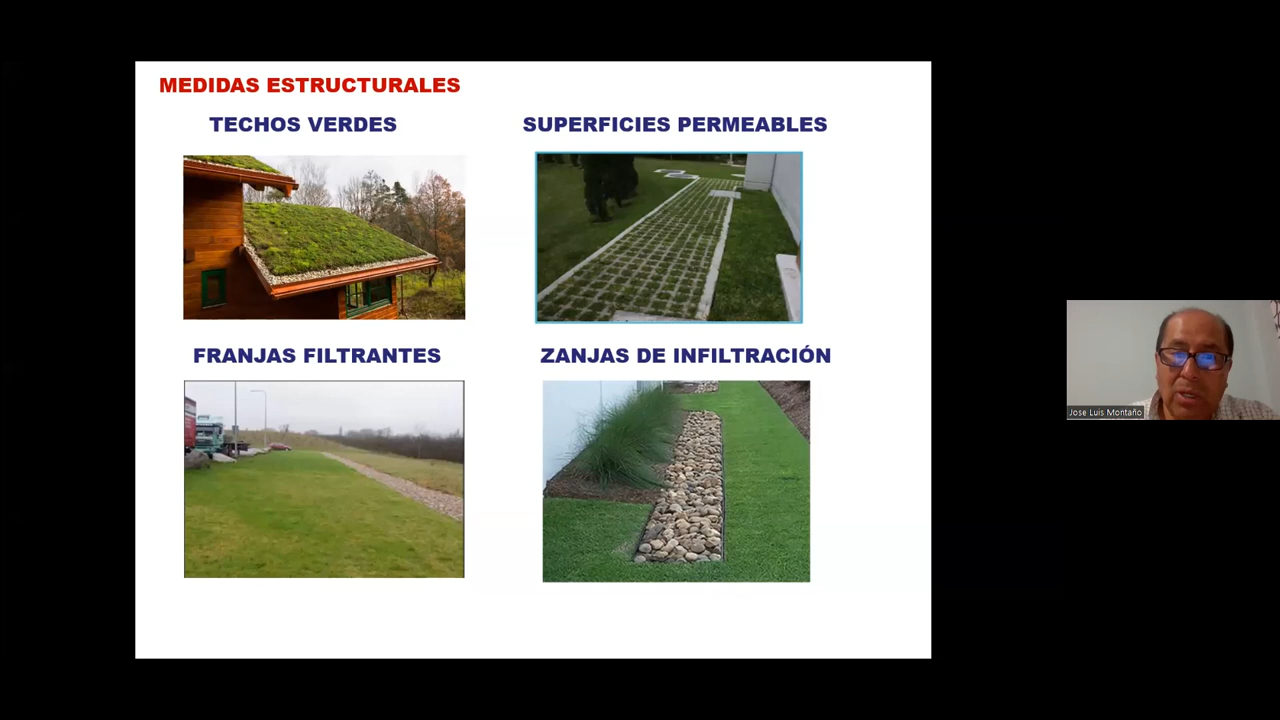 MEDIDAS ESTRUCTURALES
TECHOS VERDES
SUPERFICIES PERMEABLES
FRANJAS FILTRANTES
ZANJAS DE INFILTRACIÓN
Jose Luis Montaño